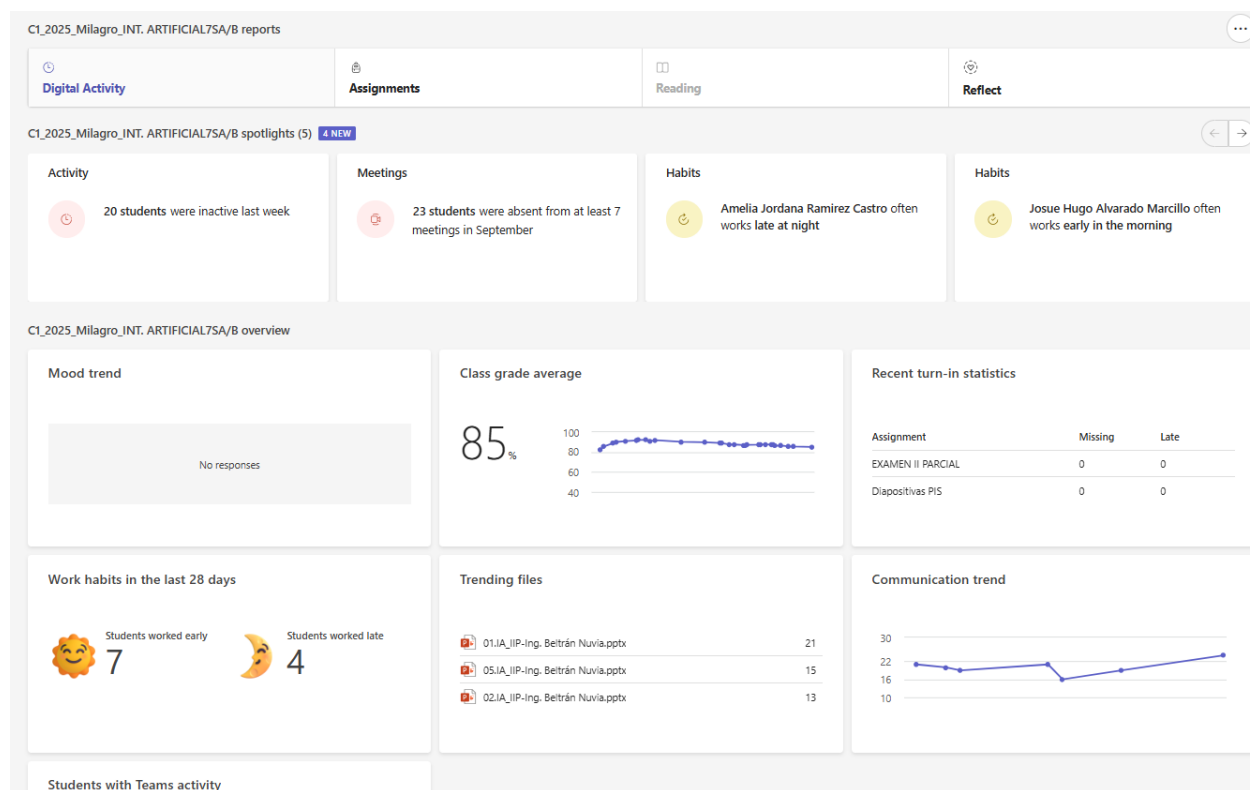 C1_2025_Milagro_INT. ARTIFICIAL7SA/B reports
Digital Activity
Assignments
Reading
Reflect
C1_2025_Milagro_INT. ARTIFICIAL7SA/B spotlights (5) 4 NEW
Activity
20 students were inactive last week
Meetings
23 students were absent from at least 7
meetings in September
Habits
Amelia Jordana Ramirez Castro often
works late at night
Habits
Josue Hugo Alvarado Marcillo often
works early in the morning
C1_2025_Milagro_INT. ARTIFICIAL7SA/B overview
Mood trend
No responses
Class grade average
85%
100
80
60
40
Recent turn-in statistics
Assignment Missing Late
EXAMEN II PARCIAL 0 0
Diapositivas PIS 0 0
Work habits in the last 28 days
Students worked early
7
Students worked late
4
Trending files
01.IA_IIP-Ing. Beltrán Nuvia.pptx 21
05.IA_IIP-Ing. Beltrán Nuvia.pptx 15
02.IA_IIP-Ing. Beltrán Nuvia.pptx 13
Communication trend
30
22
16
10
Students with Teams activity